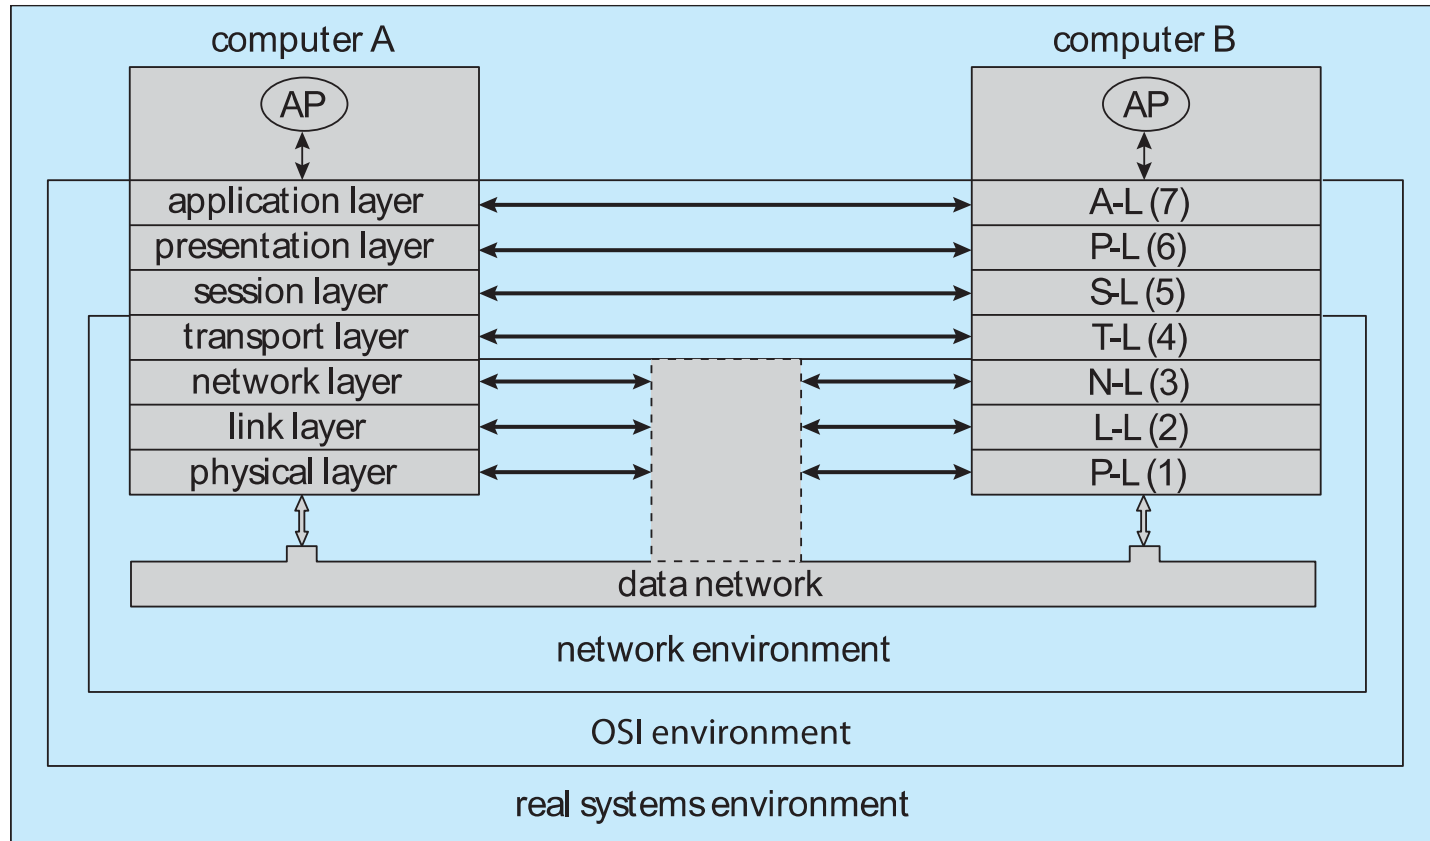 computer A
computer B
AP
AP
application layer
A-L (7)
presentation layer
P-L (6)
session layer
S-L (5)
transport layer
T-L (4)
network layer
N-L (3)
link layer
L-L (2)
physical layer
P-L (1)
data network
network environment
OSI environment
real systems environment